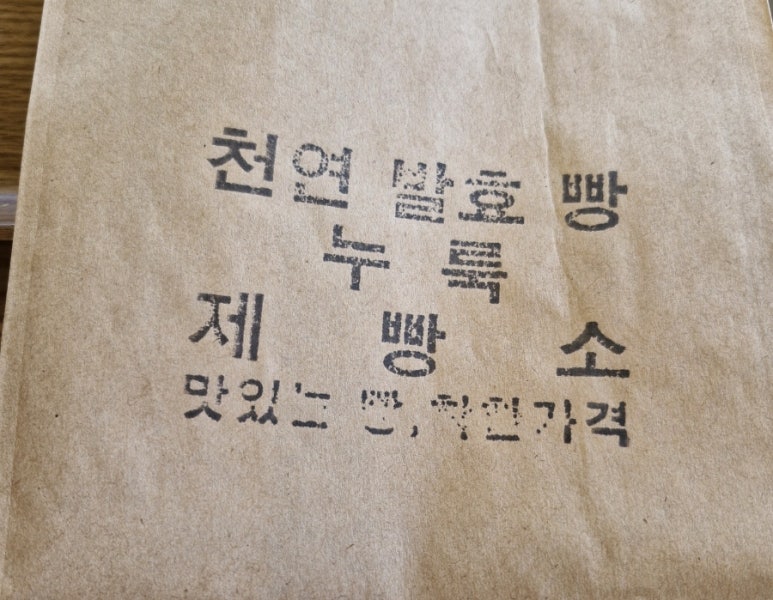 천연 발효 빵
누 룩
제 빵 소
맛있는 빵, 착한가격